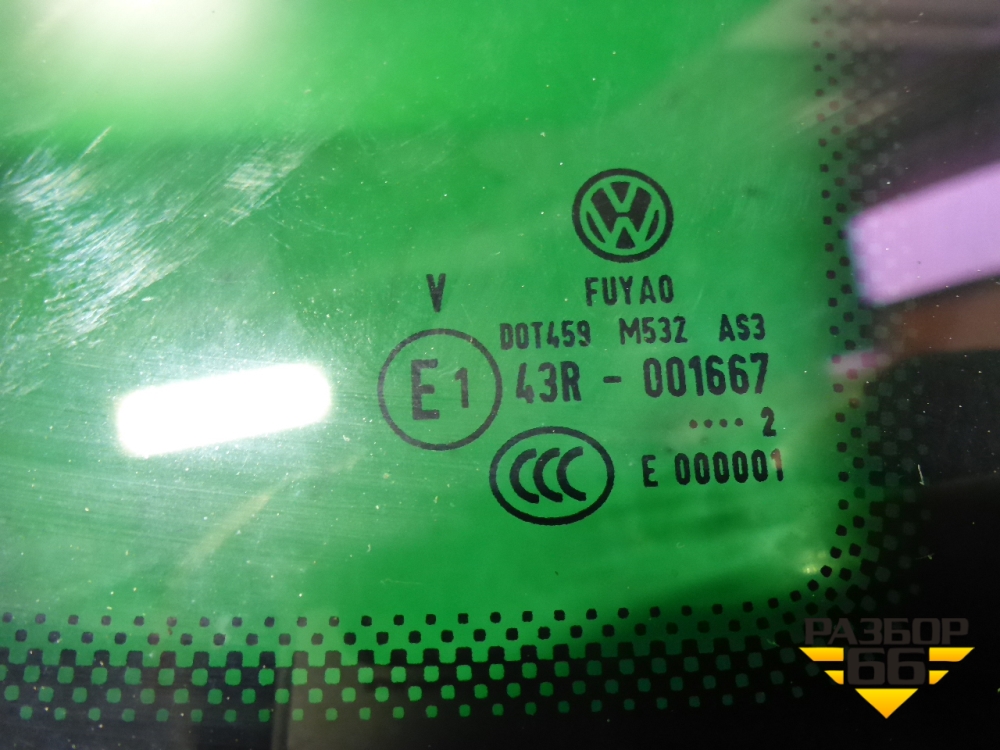 V
FUYAO
DOT459 M532 AS3
E1 43R - 001667
.... 2
CCC E 000001
РАЗБОР
66